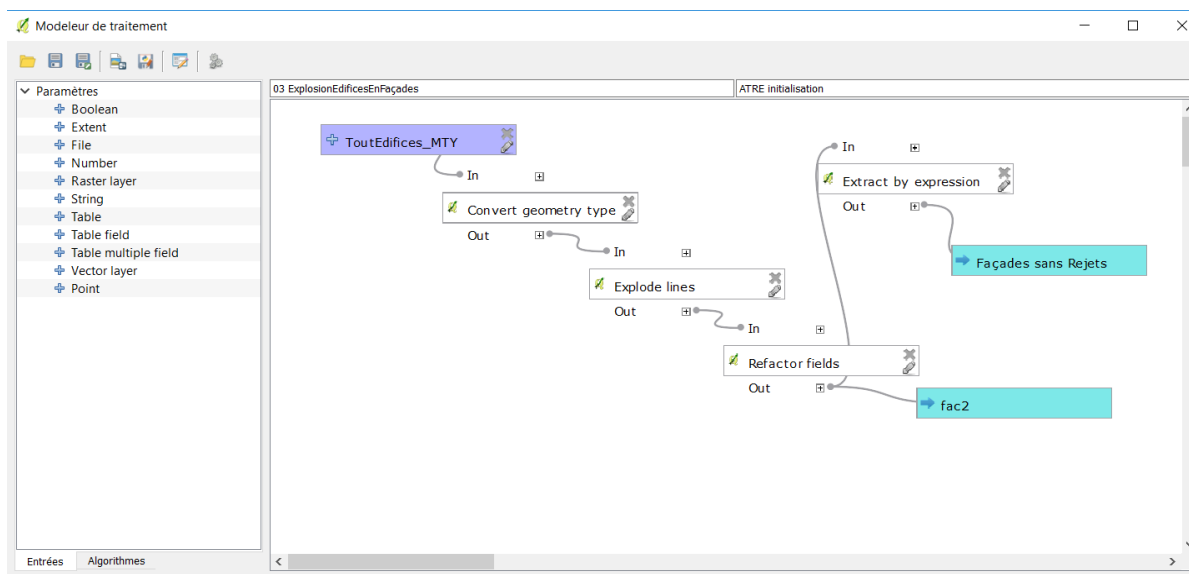 Modeleur de traitement
Paramètres
Boolean
Extent
File
Number
Raster layer
String
Table
Table field
Table multiple field
Vector layer
Point
Entrées
Algorithmes
03 ExplosionEdificesEnFaçades
ATRE initialisation
ToutEdifices_MTY
In
Convert geometry type
Out
In
Explode lines
Out
In
Refactor fields
Out
fac2
In
Extract by expression
Out
Façades sans Rejets